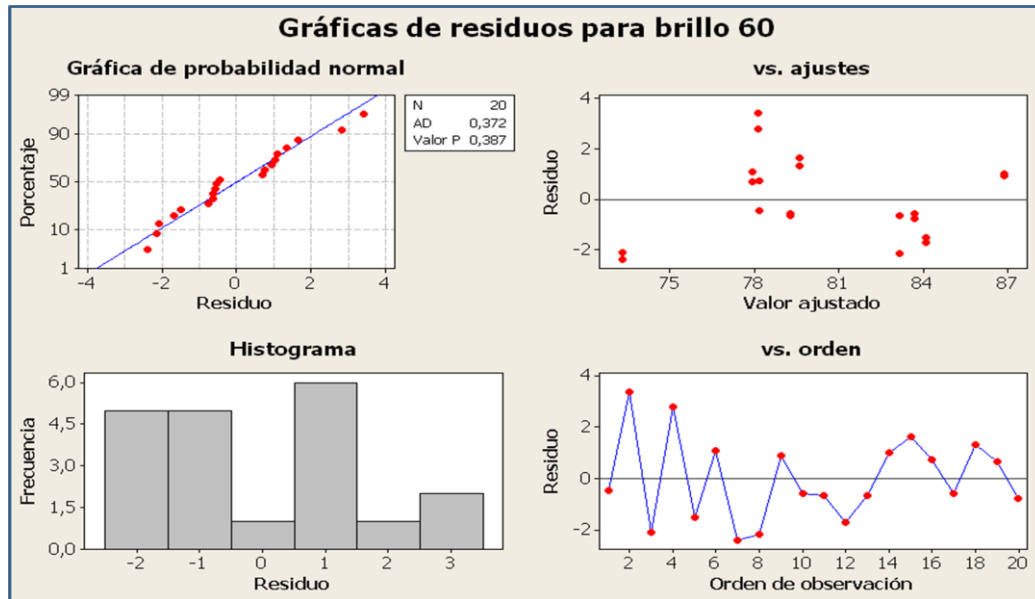 Gráficas de residuos para brillo 60
Gráfica de probabilidad normal
99
90
50
10
1
Porcentaje
-4
-2
0
2
4
Residuo
N 20
AD 0,372
Valor P 0,387
vs. ajustes
4
2
0
-2
Residuo
75
78
81
84
87
Valor ajustado
Histograma
6,0
4,5
3,0
1,5
0,0
Frecuencia
-2
-1
0
1
2
3
Residuo
vs. orden
4
2
0
-2
Residuo
2
4
6
8
10
12
14
16
18
20
Orden de observación